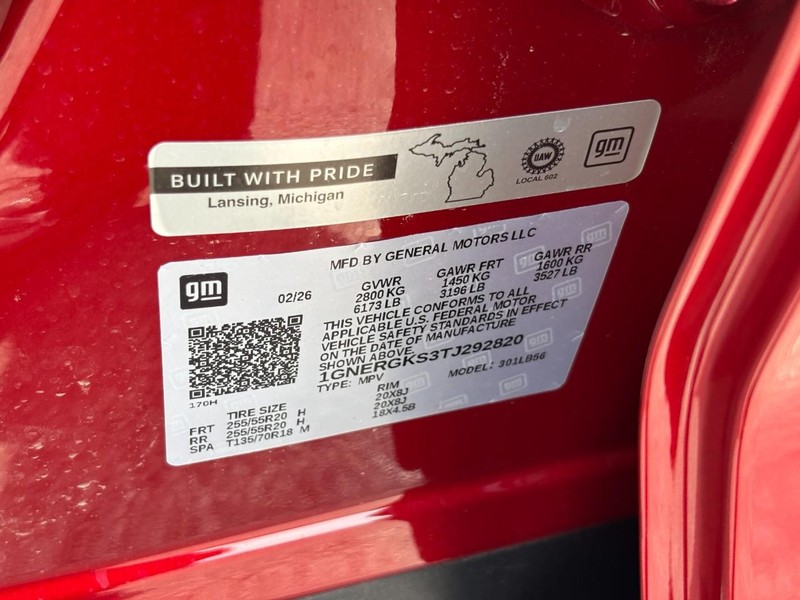 BUILT WITH PRIDE
Lansing, Michigan
UAW
LOCAL 602
gm
MFD BY GENERAL MOTORS LLC
gm
02/26
GVWR GAWR FRT GAWR RR
2800 KG 1450 KG 1600 KG
6173 LB 3196 LB 3527 LB
THIS VEHICLE CONFORMS TO ALL
APPLICABLE U.S. FEDERAL MOTOR
VEHICLE SAFETY STANDARDS IN EFFECT
ON THE DATE OF MANUFACTURE
SHOWN ABOVE.
1GNERGKS3TJ292820
TYPE: MPV MODEL: 301LB56
170H
TIRE SIZE RIM
FRT 255/55R20 H 20X8J
RR 255/55R20 H 20X8J
SPA T135/70R18 M 18X4.5B